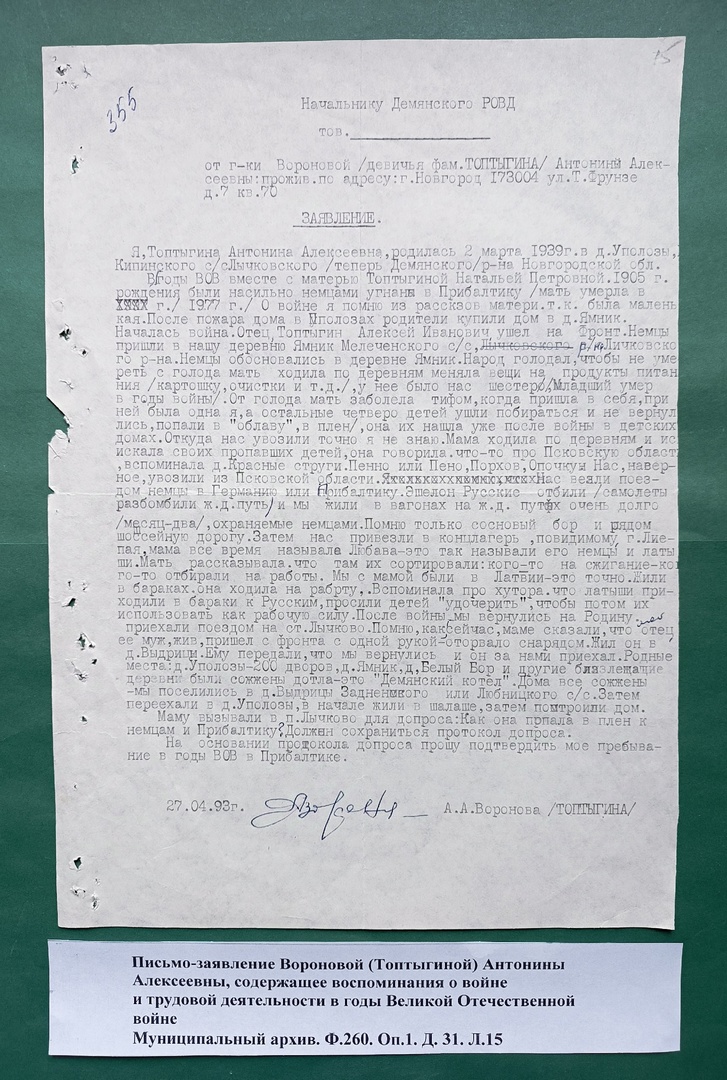 15
355
Начальнику Демянского РОВД
тов.
от г-ки Вороновой /девичья фам.ТОПТЫГИНА/ Антонины Алек-
сеевны:прожив.по адресу:г.Новгород 173004 ул.Т.Фрунзе
д.7 кв.70
ЗАЯВЛЕНИЕ.
Я,Топтыгина Антонина Алексеевна,родилась 2 марта 1939г.в д.Уполозы,
Кипинского с/сЛычковского /теперь Демянского/р-на Новгородской обл.
В годы ВОВ вместе с матерью Топтыгиной Натальей Петровной.1905 г.
рождения были насильно немцами угнаны в Прибалтику /мать умерла в
г./ 1977 г./ О войне я помню из рассказов матери.т.к. была малень
кая.После пожара дома в Уполозах родители купили дом в д.Ямник.
Началась война.Отец,Топтыгин Алексей Иванович ушел на Фронт.Немцы
пришли в нашу деревню Ямник Мелеченского с/с,Лычковского р/на Личковско
го р-на.Немцы обосновались в деревне Ямник.Народ голодал,чтобы не уме
реть с голода мать ходила по деревням меняла вещи на продукты питан
ния /картошку,очистки и т.д./,у нее было нас шестеро/,Младший умер
в годы войны/.От голода мать заболела тифом,когда пришла в себя,при
ней была одна я,а остальные четверо детей ушли побираться и не вернул
лись,попали в "облаву",в плен/,она их нашла уже после войны в детских
домах.Откуда нас увозили точно я не знаю.Мама ходила по деревням и ис
искала своих пропавших детей,она говорила.что-то про Псковскую област
,вспоминала д.Красные струги.Пенно или Пено,Порхов,Опочкуи Нас,навер-
ное,увозили из Псковской области.Нас везли поез-
дом немцы в Германию или Прибалтику.Эшелон Русские отбили /самолеты
разбомбили ж.д.путь/и мы жили в вагонах на ж.д. путях очень долго
/месяц-два/,охраняемые немцами.Помню только сосновый бор и рядом
шоссейную дорогу.Затем нас привезли в концлагерь ,повидимому, г.Лие-
пая,мама все время называла Любава-это так называли его немцы и латы
ши.Мать рассказывала.что там их сортировали:кого-то на сжигание-ко
го-то отбирали на работы. Мы с мамой были в Латвии-это точно.Жили
в бараках.она ходила на рабрту,.Вспоминала про хутора.что латыши при-
ходили в бараки к Русским,просили детей "удочерить",чтобы потом их
использовать как рабочую силу.После войны,мы вернулись на Родину
приехали поездом на ст.Лычково.Помню,как сейчас,маме сказали,что отец
ее муж,жив,пришел с фронта с одной рукой-оторвало снарядом.Жил он в
д.Выдрицы.Ему передали,что мы вернулись и он за нами приехал.Родные
места:д.Уполозы-200 дворов,д.Ямник,д,Белый Бор и другие близлежащие
деревни были сожжены дотла-это "Демянский котел".Дома все сожжены
-мы поселились в д.Выдрицы Задненского или Любницкого с/с.Затем
переехали в д.Уполозы,в начале жили в шалаше,затем построили дом.
Маму вызывали в п.Лычково для допроса:Как она прпала в плен к
немцам и Прибалтику?Должен сохраниться протокол допроса.
На основании протокола допроса прошу подтвердить мое пребыва-
ние в годы ВОВ в Прибалтике.
27.04.93г. А.А.Воронова /ТОПТЫГИНА/
Письмо-заявление Вороновой (Топтыгиной) Антонины
Алексеевны, содержащее воспоминания о войне
и трудовой деятельности в годы Великой Отечественной
войне
Муниципальный архив. Ф.260. Оп.1. Д. 31. Л.15